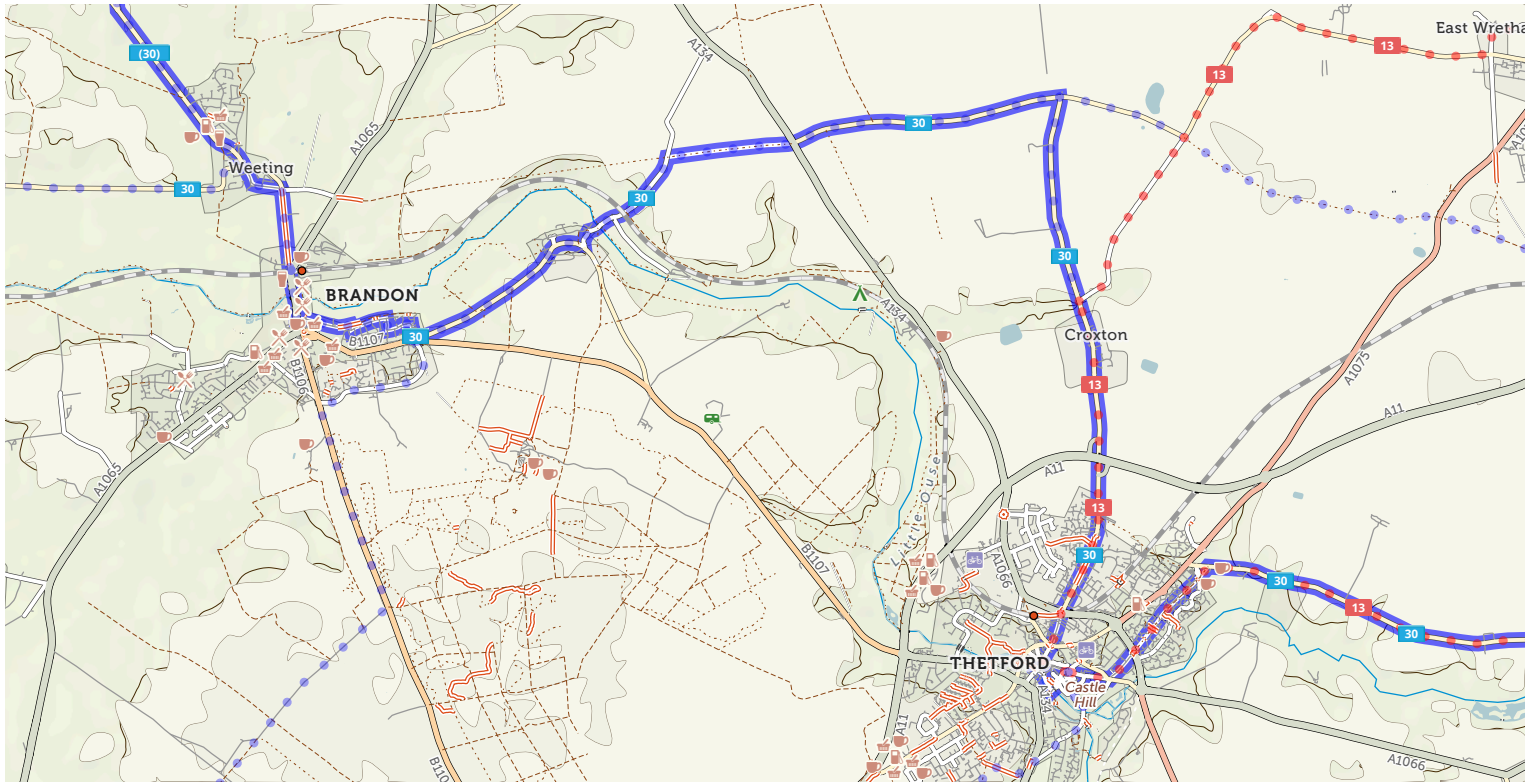 A134
East Wretha
13
13
(30)
A1065
30
A10
Weeting
30
30
30
BRANDON
A134
30
B1107
Croxton
A1075
B1106
13
A11
A1065
A11
Little Ouse
13
B1107
30
A1066
30
13
30
THETFORD
Castle
Hill
A134
A11
B110
A1066